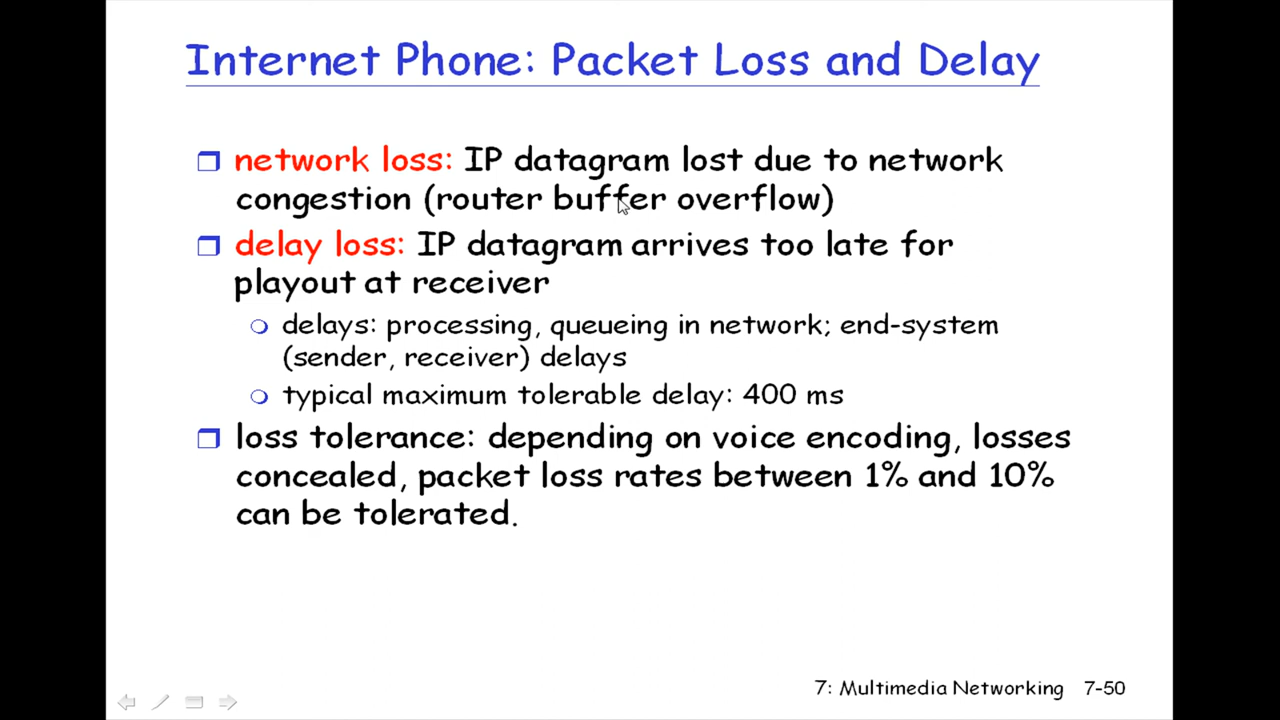 Internet Phone: Packet Loss and Delay
network loss: IP datagram lost due to network
congestion (router buffer overflow)
delay loss: IP datagram arrives too late for
playout at receiver
delays: processing, queueing in network; end-system
(sender, receiver) delays
typical maximum tolerable delay: 400 ms
loss tolerance: depending on voice encoding, losses
concealed, packet loss rates between 1% and 10%
can be tolerated.
7: Multimedia Networking 7-50